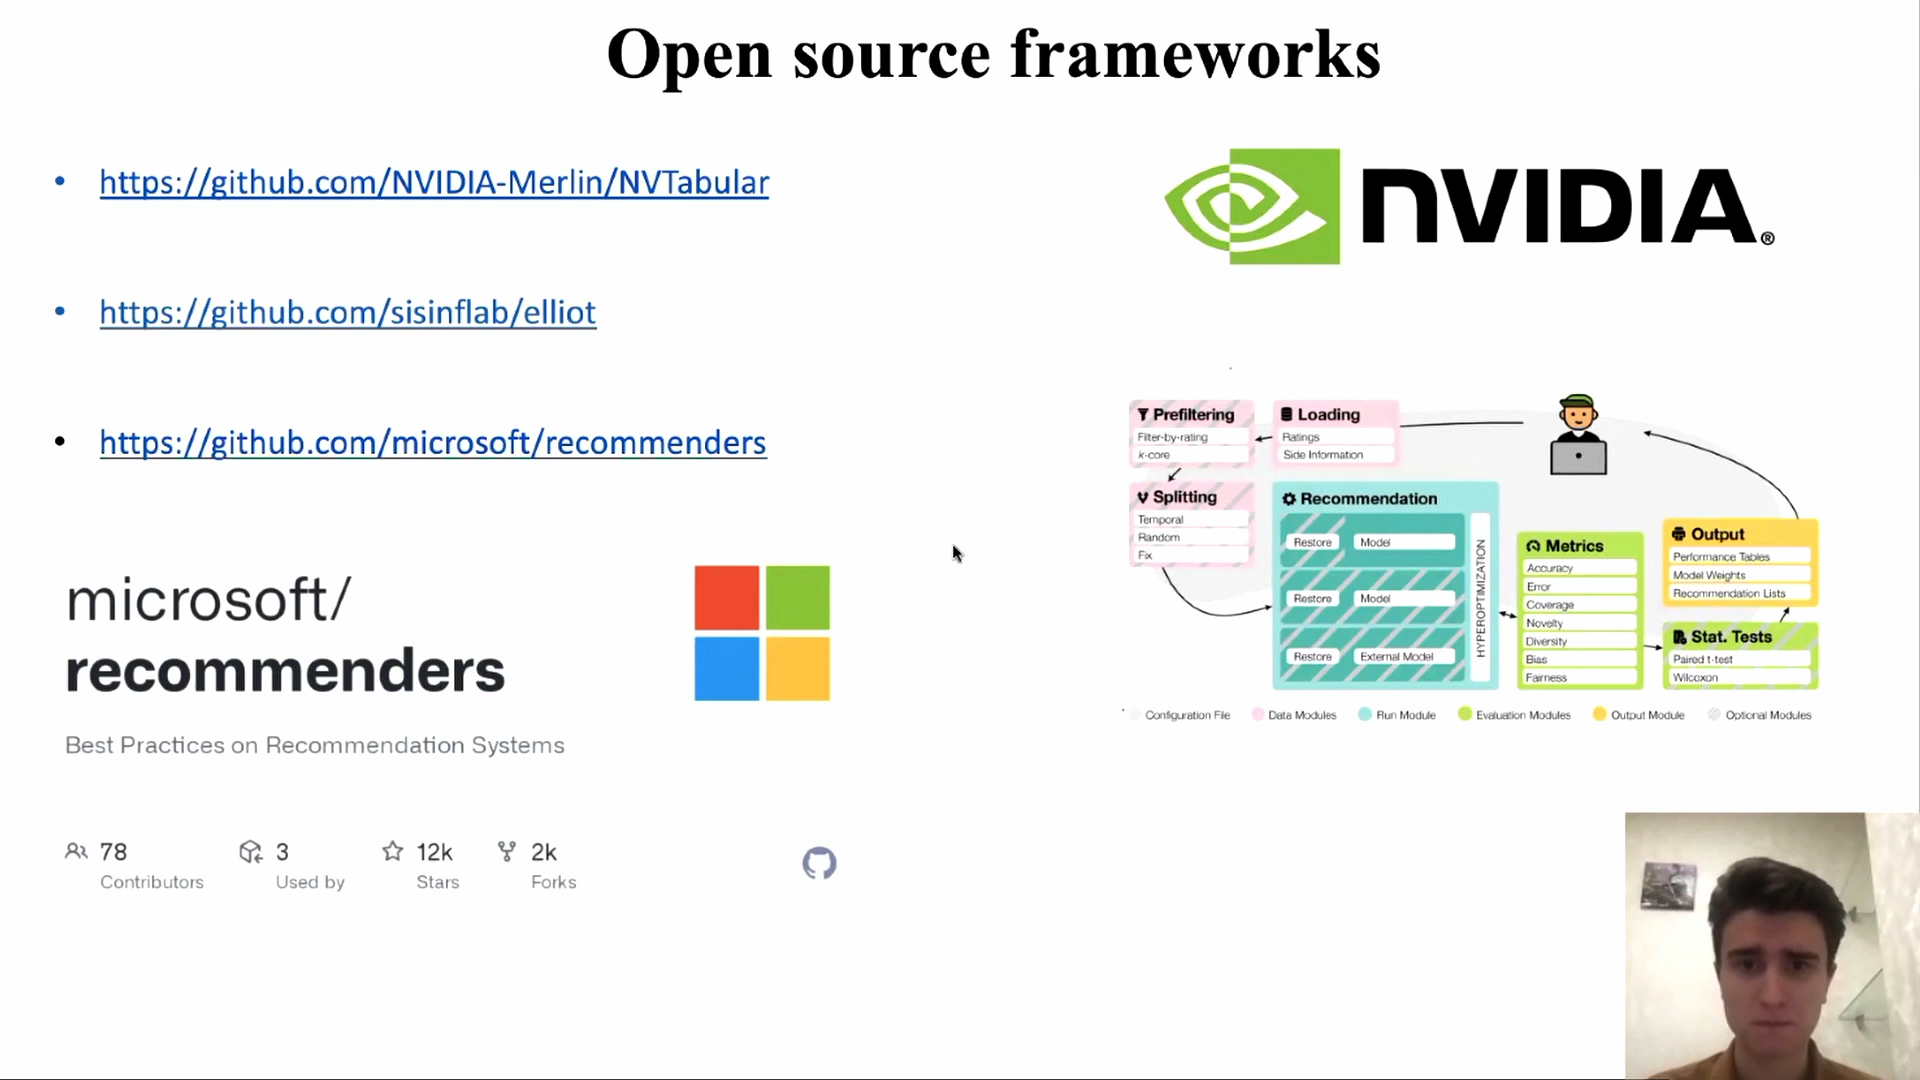 Open source frameworks
• https://github.com/NVIDIA-Merlin/NVTabular
• https://github.com/sisinflab/elliot
• https://github.com/microsoft/recommenders
microsoft/
recommenders
Best Practices on Recommendation Systems
78
Contributors
3
Used by
12k
Stars
2k
Forks
NVIDIA®
Prefiltering
Filter-by-rating
k-core
Loading
Ratings
Side Information
Splitting
Temporal
Random
Fix
Recommendation
Restore Model
Restore Model
Restore External Model
HYPEROPTIMIZATION
Metrics
Accuracy
Error
Coverage
Novelty
Diversity
Bias
Fairness
Output
Performance Tables
Model Weights
Recommendation Lists
Stat. Tests
Paired t-test
Wilcoxon
Configuration File Data Modules Run Module Evaluation Modules Output Module Optional Modules